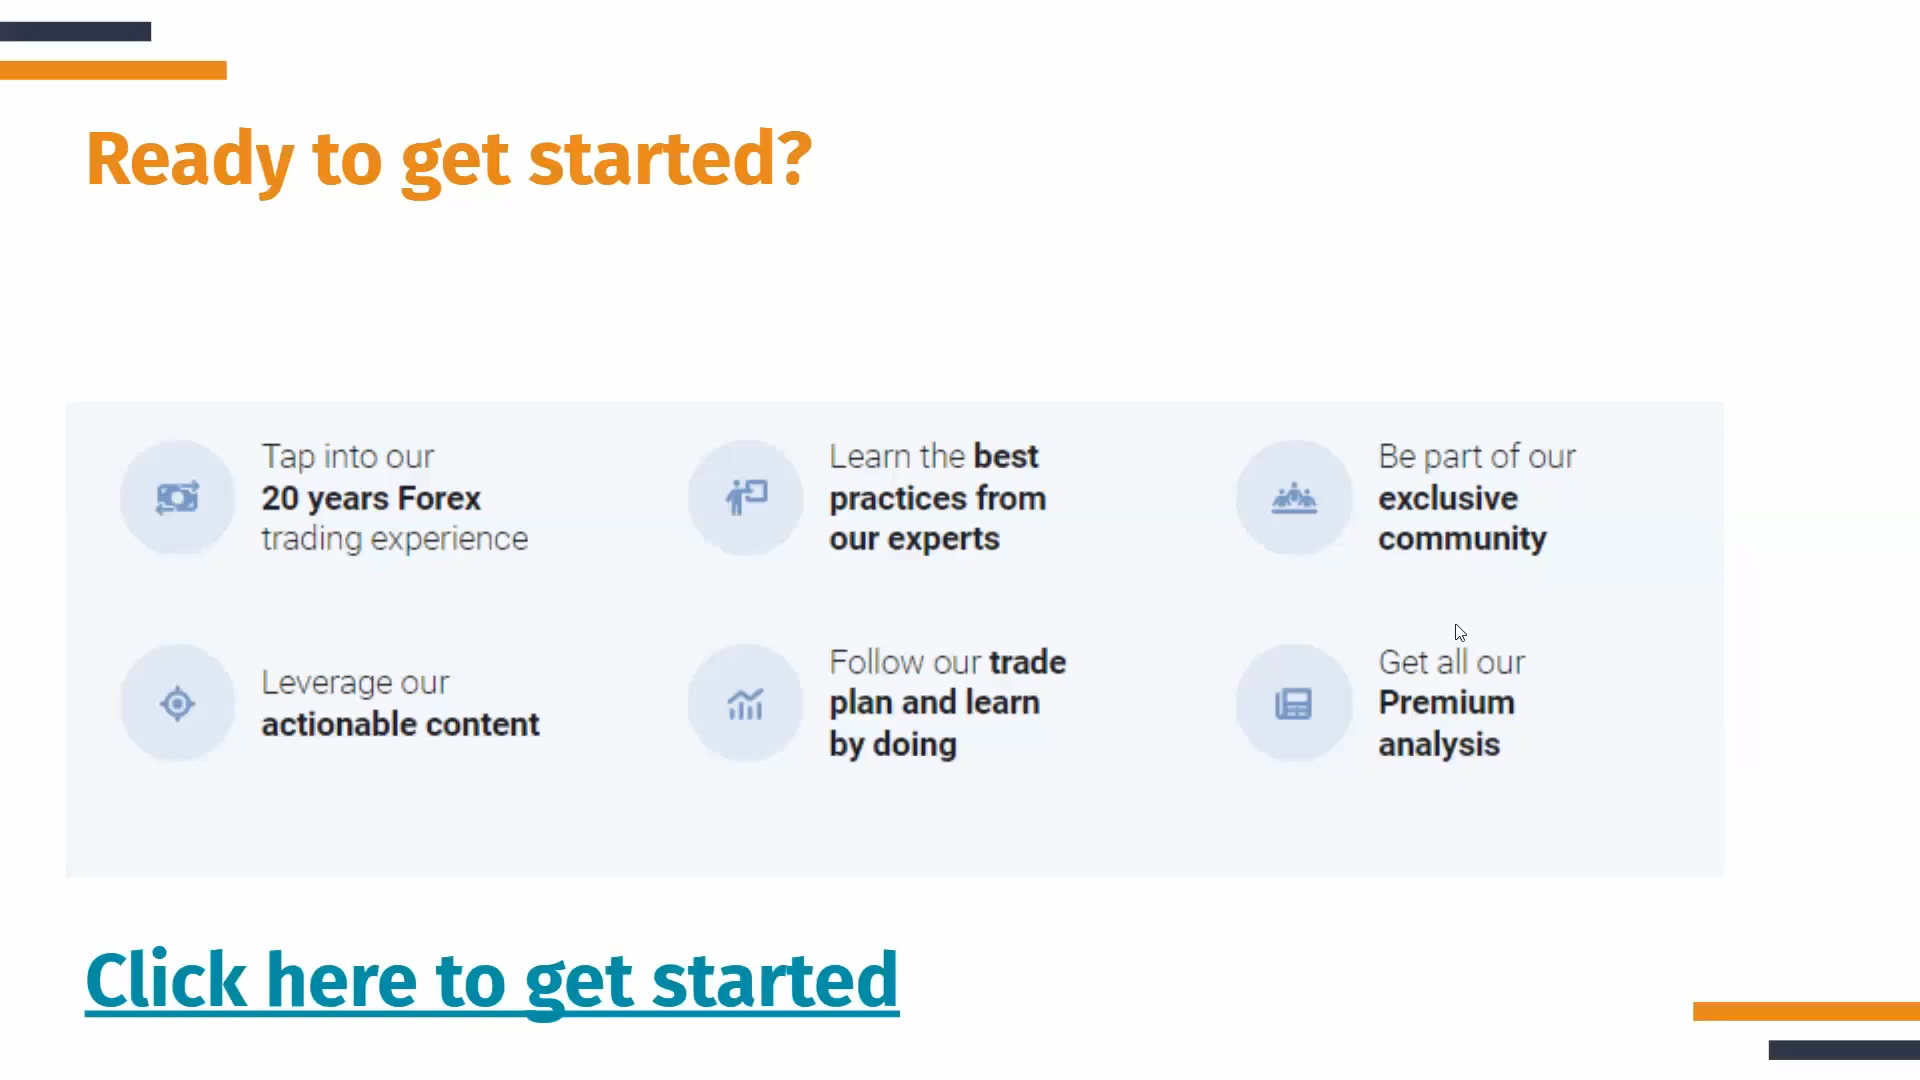 Ready to get started?
Tap into our
20 years Forex
trading experience
Learn the best
practices from
our experts
Be part of our
exclusive
community
Leverage our
actionable content
Follow our trade
plan and learn
by doing
Get all our
Premium
analysis
Click here to get started